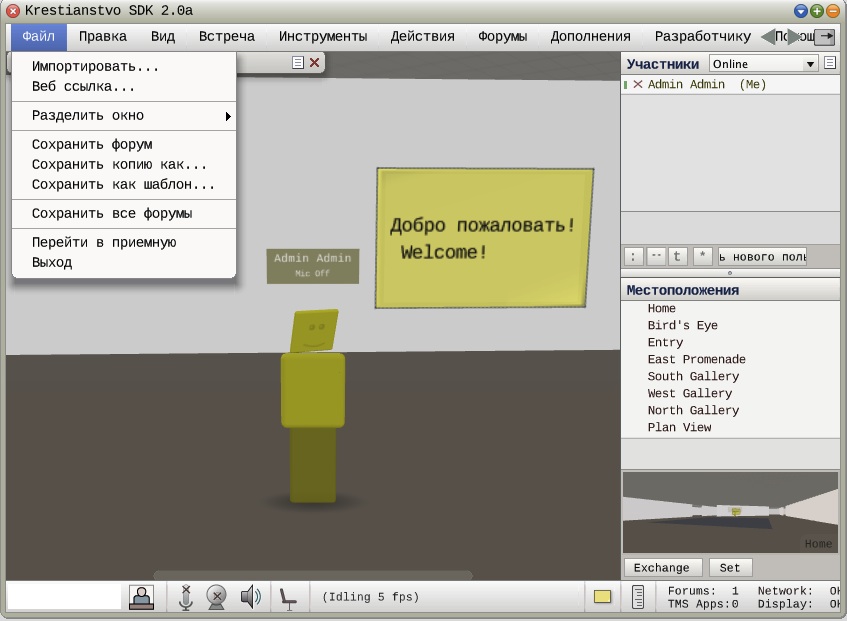 Krestianstvo SDK 2.0a
Файл Правка Вид Встреча Инструменты Действия Форумы Дополнения Разработчику
Импортировать...
Веб ссылка...
Разделить окно
Сохранить форум
Сохранить копию как...
Сохранить как шаблон...
Сохранить все форумы
Перейти в приемную
Выход
Добро пожаловать!
Welcome!
Admin Admin
Mic Off
Участники Online
Admin Admin (Me)
: -- t * ь нового поль
Местоположения
Home
Bird's Eye
Entry
East Promenade
South Gallery
West Gallery
North Gallery
Plan View
Home
Exchange Set
(Idling 5 fps)
Forums: 1 Network:
TMS Apps:0 Display: